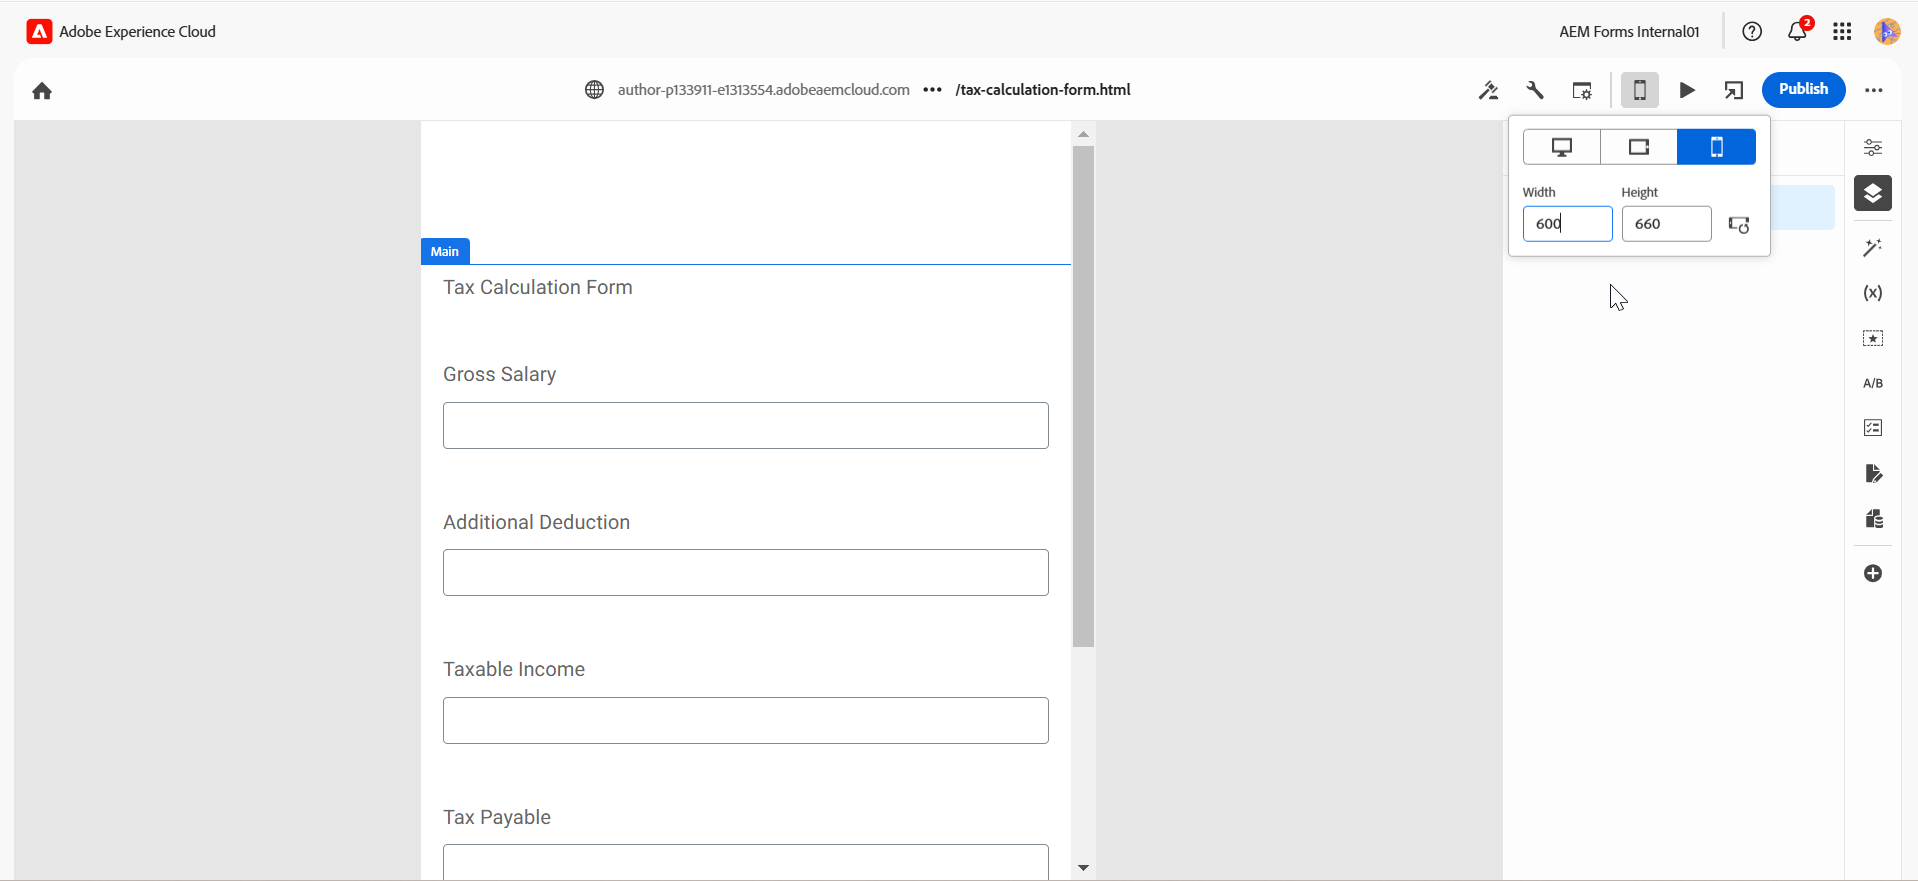 Adobe Experience Cloud
AEM Forms Internal01
2
author-p133911-e1313554.adobeaemcloud.com ••• /tax-calculation-form.html
Publish
Width
Height
600
660
Main
Tax Calculation Form
Gross Salary
Additional Deduction
Taxable Income
Tax Payable
(x)
A/B